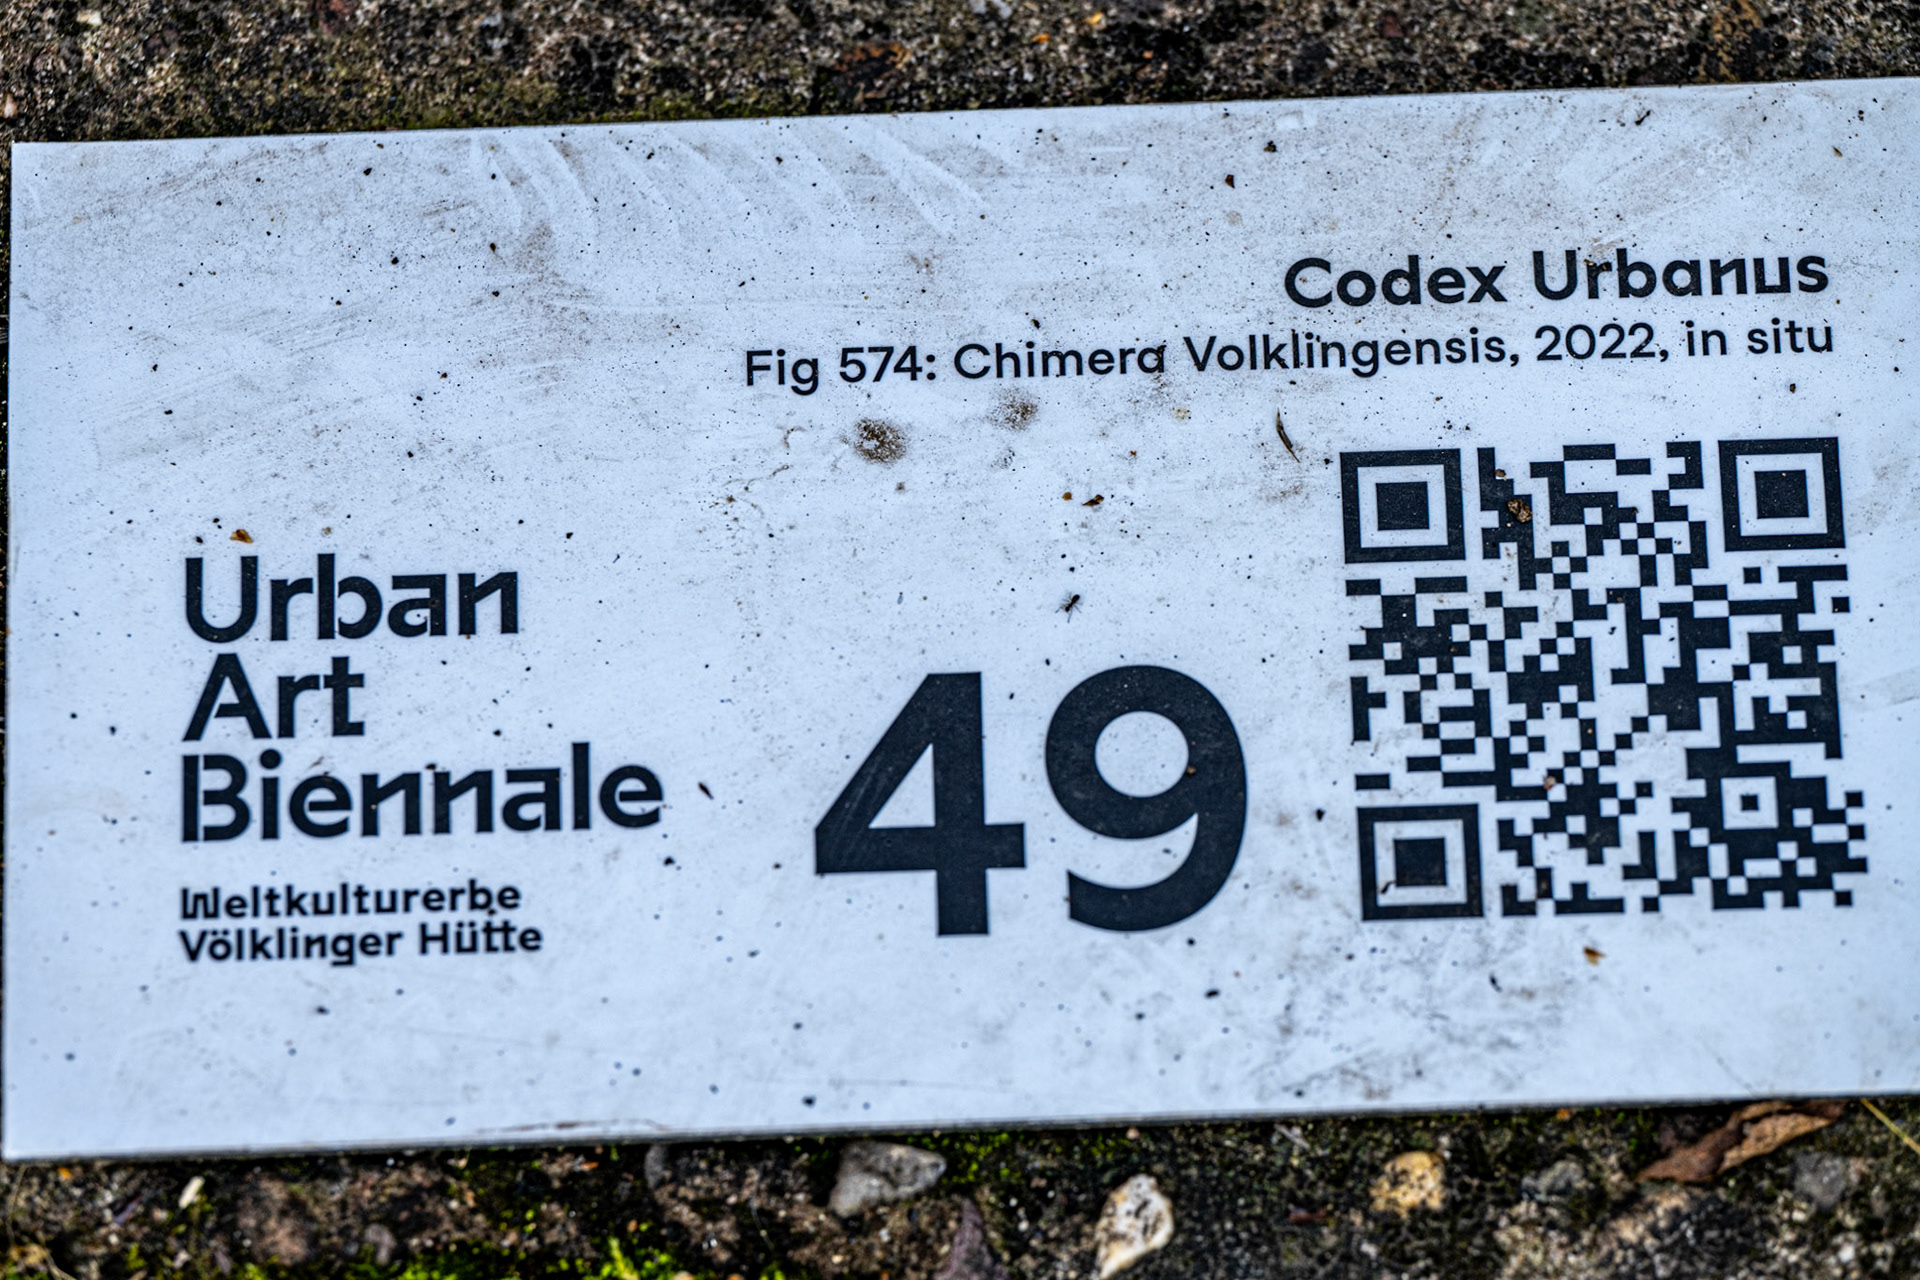 Codex Urbanus
Fig 574: Chimera Volklingensis, 2022, in situ
Urban
Art
Biennale
Weltkulturerbe
Völklinger Hütte
49